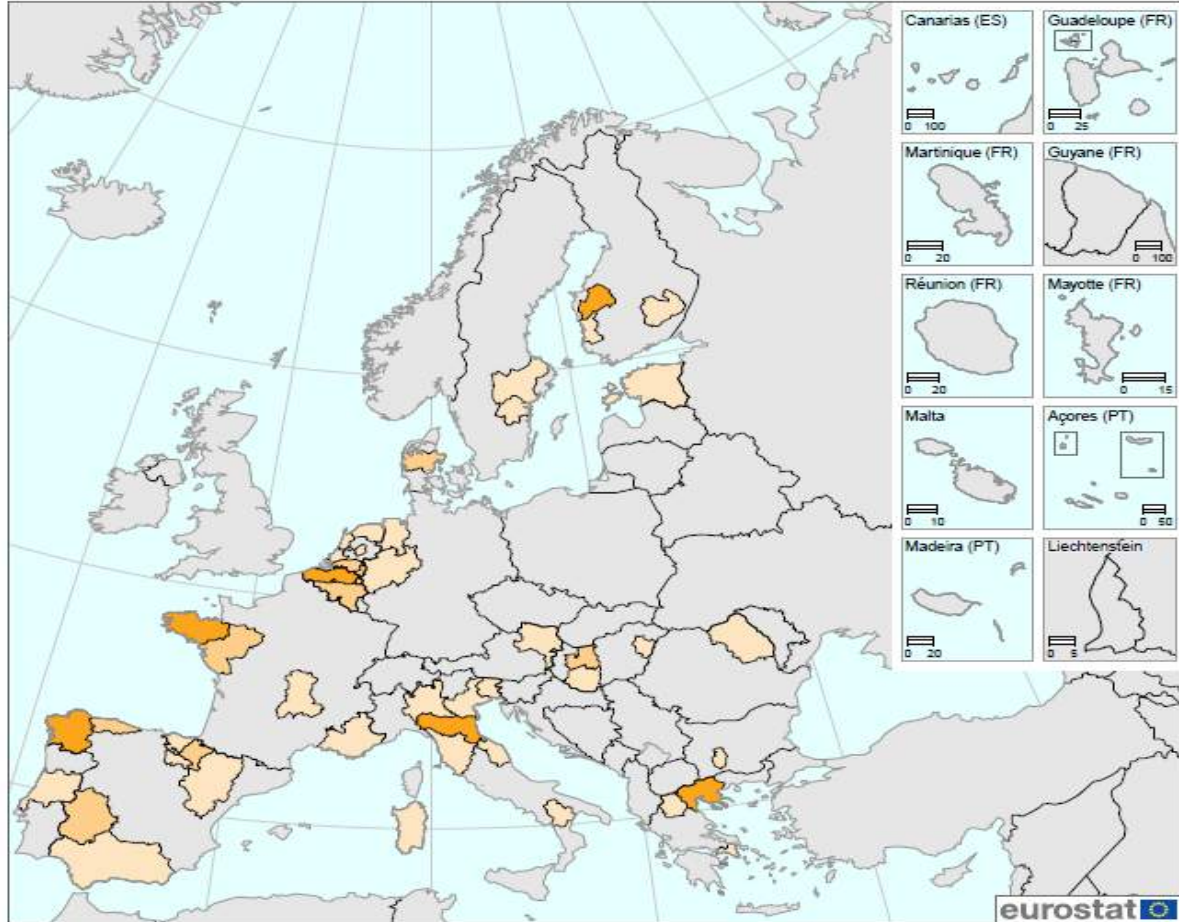 Canarias (ES)
0 100
Guadeloupe (FR)
0 25
Martinique (FR)
0 20
Guyane (FR)
0 100
Réunion (FR)
0 20
Mayotte (FR)
0 15
Malta
0 10
Açores (PT)
0 50
Madeira (PT)
0 20
Liechtenstein
0 5
eurostat